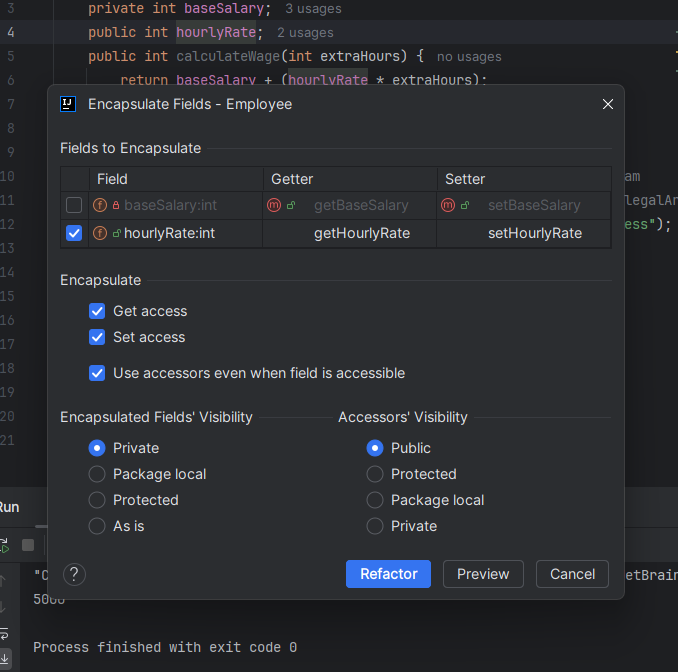 3 private int baseSalary; 3 usages
4 public int hourlyRate; 2 usages
5 public int calculateWage(int extraHours) { no usages
6 return baseSalary + (hourlyRate * extraHours);
7
8
9
10
11
12 ess");
13
14
15
16
17
18
19
20
21
Encapsulate Fields - Employee
Fields to Encapsulate
Field Getter Setter
baseSalary:int getBaseSalary setBaseSalary
hourlyRate:int getHourlyRate setHourlyRate
Encapsulate
Get access
Set access
Use accessors even when field is accessible
Encapsulated Fields' Visibility Accessors' Visibility
Private Public
Package local Protected
Protected Package local
As is Private
? Refactor Preview Cancel
Run
"C etBrain
5000
Process finished with exit code 0